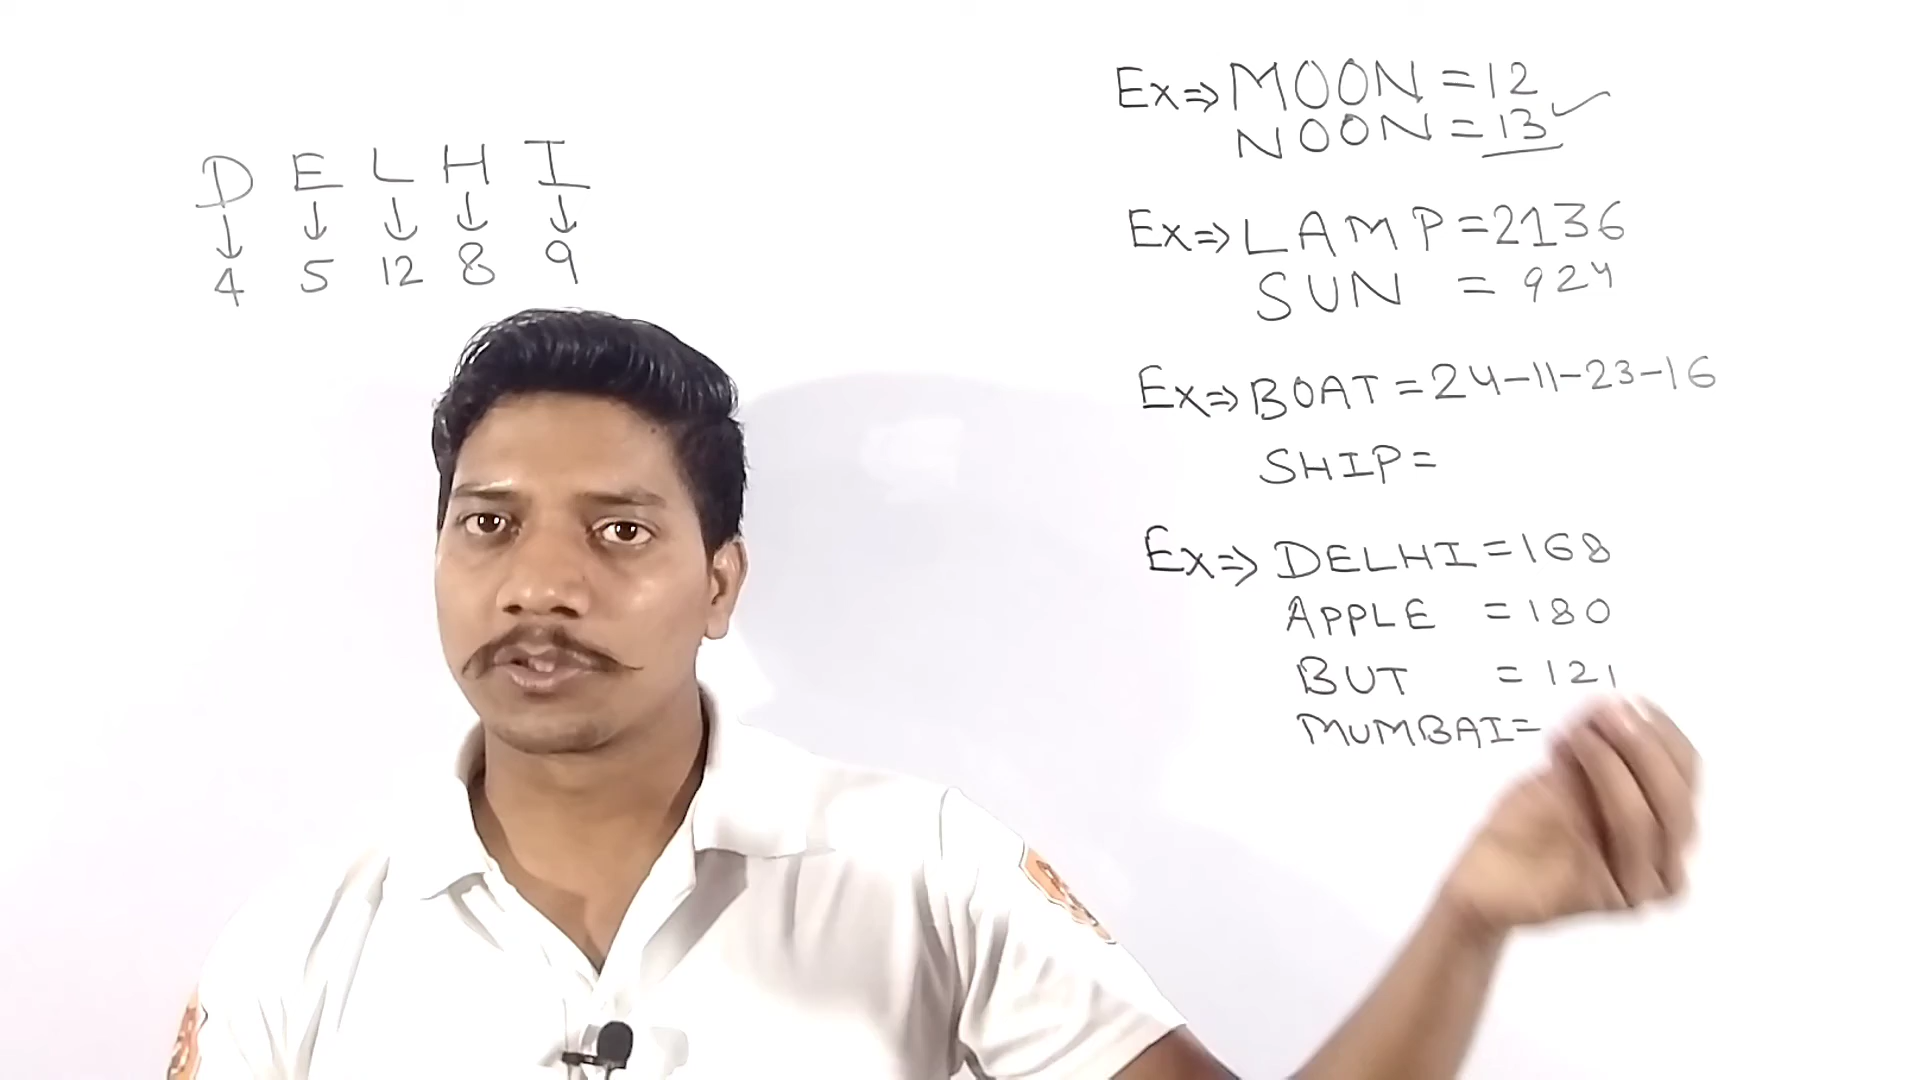 D E L H I
↓ ↓ ↓ ↓ ↓
4 5 12 8 9
Ex⇒ MOON = 12
NOON = 13 ✓
Ex⇒ LAMP = 2136
SUN = 924
Ex⇒ BOAT = 24-11-23-16
SHIP =
Ex⇒ DELHI = 168
APPLE = 180
BUT = 121
MUMBAI =